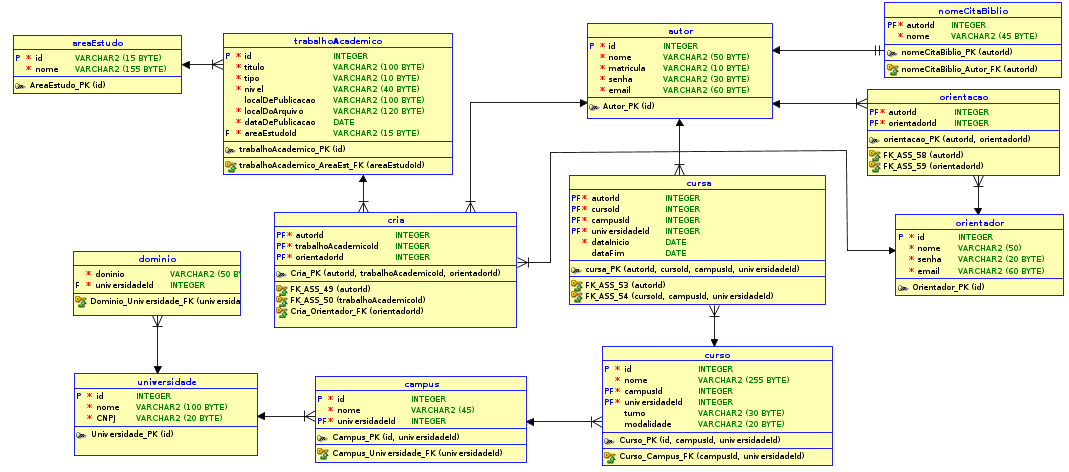 areaEstudo
P * id VARCHAR2 (15 BYTE)
* nome VARCHAR2 (155 BYTE)
AreaEstudo_PK (id)
trabalhoAcademico
P * id INTEGER
* titulo VARCHAR2 (100 BYTE)
* tipo VARCHAR2 (10 BYTE)
* nivel VARCHAR2 (40 BYTE)
localDePublicacao VARCHAR2 (100 BYTE)
* localDoArquivo VARCHAR2 (120 BYTE)
* dataDePublicacao DATE
F * areaEstudoId VARCHAR2 (15 BYTE)
trabalhoAcademico_PK (id)
trabalhoAcademico_AreaEst_FK (areaEstudoId)
autor
P * id INTEGER
* nome VARCHAR2 (50 BYTE)
* matricula VARCHAR2 (10 BYTE)
* senha VARCHAR2 (30 BYTE)
* email VARCHAR2 (60 BYTE)
Autor_PK (id)
nomeCitaBiblio
PF * autorId INTEGER
* nome VARCHAR2 (45 BYTE)
nomeCitaBiblio_PK (autorId)
nomeCitaBiblio_Autor_FK (autorId)
orientacao
PF * autorId INTEGER
PF * orientadorId INTEGER
orientacao_PK (autorId, orientadorId)
FK_ASS_58 (autorId)
FK_ASS_59 (orientadorId)
cursa
PF * autorId INTEGER
PF * cursoId INTEGER
PF * campusId INTEGER
PF * universidadeId INTEGER
* dataInicio DATE
dataFim DATE
cursa_PK (autorId, cursoId, campusId, universidadeId)
FK_ASS_53 (autorId)
FK_ASS_54 (cursoId, campusId, universidadeId)
cria
PF * autorId INTEGER
PF * trabalhoAcademicoId INTEGER
PF * orientadorId INTEGER
Cria_PK (autorId, trabalhoAcademicoId, orientadorId)
FK_ASS_49 (autorId)
FK_ASS_50 (trabalhoAcademicoId)
Cria_Orientador_FK (orientadorId)
orientador
P * id INTEGER
* nome VARCHAR2 (50)
* senha VARCHAR2 (20 BYTE)
* email VARCHAR2 (60 BYTE)
Orientador_PK (id)
dominio
* doninio VARCHAR2 (50 B
F * universidadeId INTEGER
Dominio_Universidade_FK (universida
universidade
P * id INTEGER
* nome VARCHAR2 (100 BYTE)
* CNPJ VARCHAR2 (20 BYTE)
Universidade_PK (id)
campus
P * id INTEGER
* nome VARCHAR2 (45)
PF * universidadeId INTEGER
Campus_PK (id, universidadeId)
Campus_Universidade_FK (universidadeId)
curso
P * id INTEGER
* nome VARCHAR2 (255 BYTE)
PF * campusId INTEGER
PF * universidadeId INTEGER
turno VARCHAR2 (30 BYTE)
modalidade VARCHAR2 (20 BYTE)
Curso_PK (id, campusId, universidadeId)
Curso_Campus_FK (campusId, universidadeId)